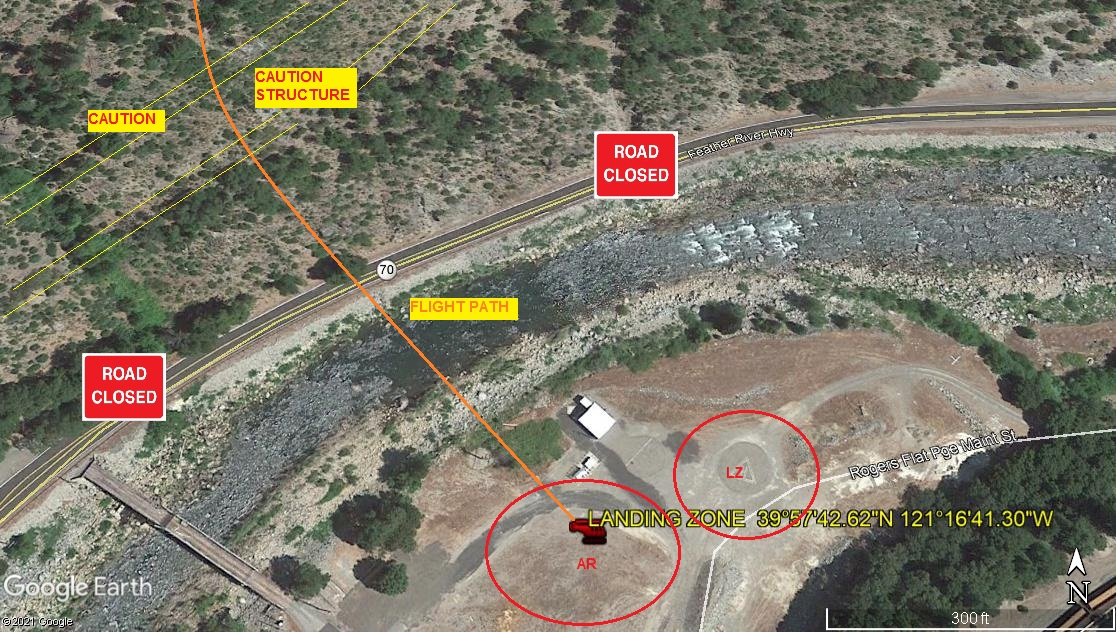 CAUTION
STRUCTURE
CAUTION
ROAD
CLOSED
Feather River Hwy
70
FLIGHT PATH
ROAD
CLOSED
Rogers Flat Pge Maint St
LZ
LANDING ZONE 39°57'42.62"N 121°16'41.30"W
AR
Google Earth
©2021 Google
N
300 ft